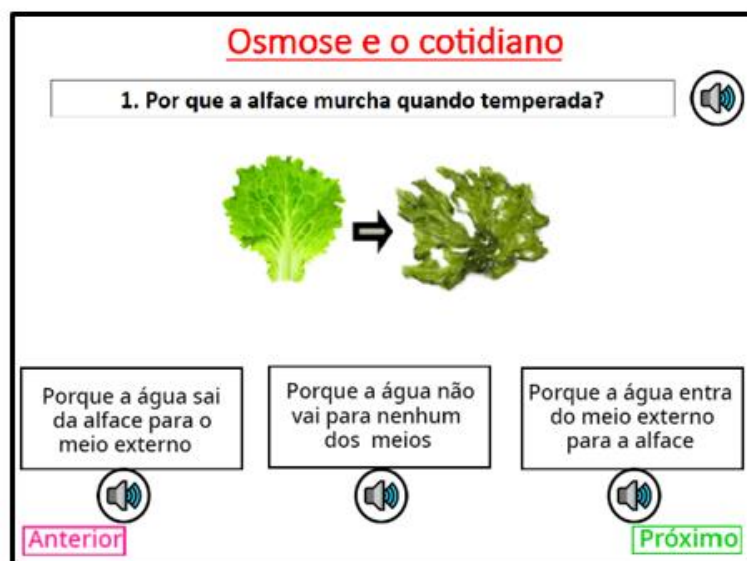 Osmose e o cotidiano
1. Por que a alface murcha quando temperada?
Porque a água sai
da alface para o
meio externo
Porque a água não
vai para nenhum
dos meios
Porque a água entra
do meio externo
para a alface
Anterior
Próximo